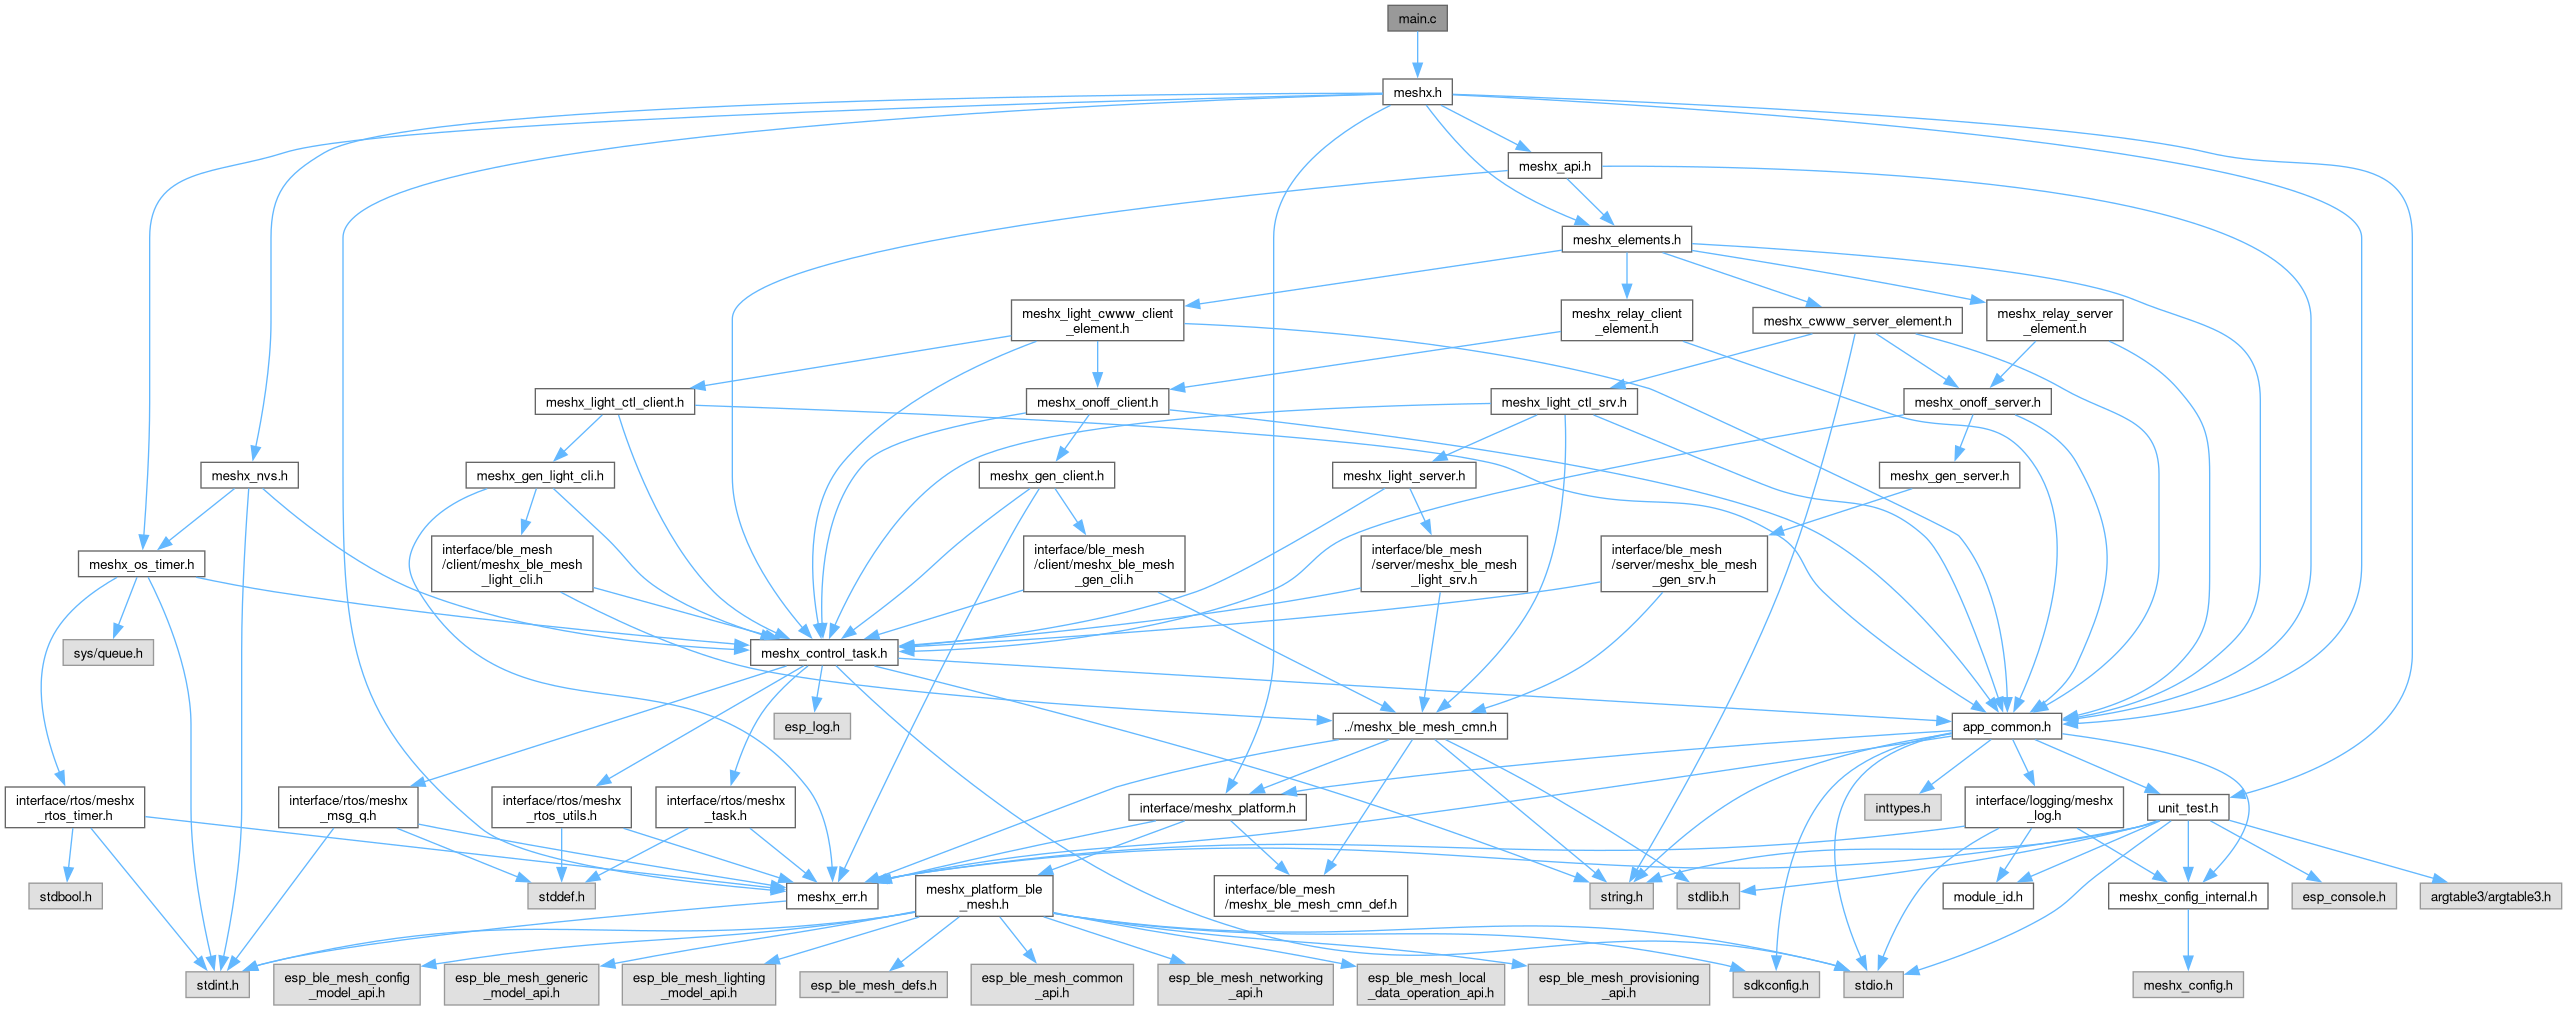 main.c
meshx.h
meshx_api.h
meshx_elements.h
meshx_light_cwww_client
_element.h
meshx_relay_client
_element.h
meshx_cwww_server_element.h
meshx_relay_server
_element.h
meshx_light_ctl_client.h
meshx_onoff_client.h
meshx_light_ctl_srv.h
meshx_onoff_server.h
meshx_nvs.h
meshx_gen_light_cli.h
meshx_gen_client.h
meshx_light_server.h
meshx_gen_server.h
meshx_os_timer.h
interface/ble_mesh
/client/meshx_ble_mesh
_light_cli.h
interface/ble_mesh
/client/meshx_ble_mesh
_gen_cli.h
interface/ble_mesh
/server/meshx_ble_mesh
_light_srv.h
interface/ble_mesh
/server/meshx_ble_mesh
_gen_srv.h
sys/queue.h
meshx_control_task.h
esp_log.h
../meshx_ble_mesh_cmn.h
app_common.h
interface/rtos/meshx
_rtos_timer.h
interface/rtos/meshx
_msg_q.h
interface/rtos/meshx
_rtos_utils.h
interface/rtos/meshx
_task.h
interface/meshx_platform.h
inttypes.h
interface/logging/meshx
_log.h
unit_test.h
stdbool.h
stddef.h
meshx_err.h
meshx_platform_ble
_mesh.h
interface/ble_mesh
/meshx_ble_mesh_cmn_def.h
string.h
stdlib.h
module_id.h
meshx_config_internal.h
esp_console.h
argtable3/argtable3.h
stdint.h
esp_ble_mesh_config
_model_api.h
esp_ble_mesh_generic
_model_api.h
esp_ble_mesh_lighting
_model_api.h
esp_ble_mesh_defs.h
esp_ble_mesh_common
_api.h
esp_ble_mesh_networking
_api.h
esp_ble_mesh_local
_data_operation_api.h
esp_ble_mesh_provisioning
_api.h
sdkconfig.h
stdio.h
meshx_config.h